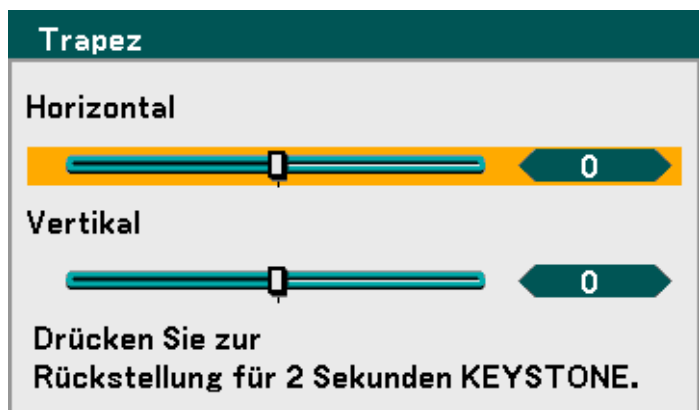 Trapez
Horizontal
0
Vertikal
0
Drücken Sie zur
Rückstellung für 2 Sekunden KEYSTONE.